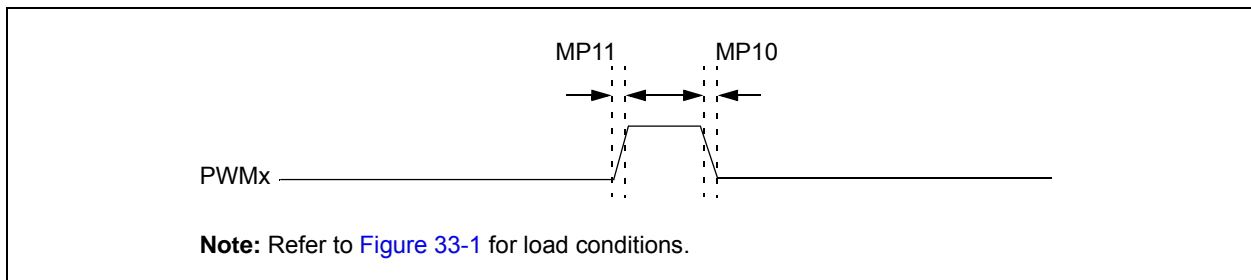 MP11 MP10
PWMx
Note: Refer to Figure 33-1 for load conditions.